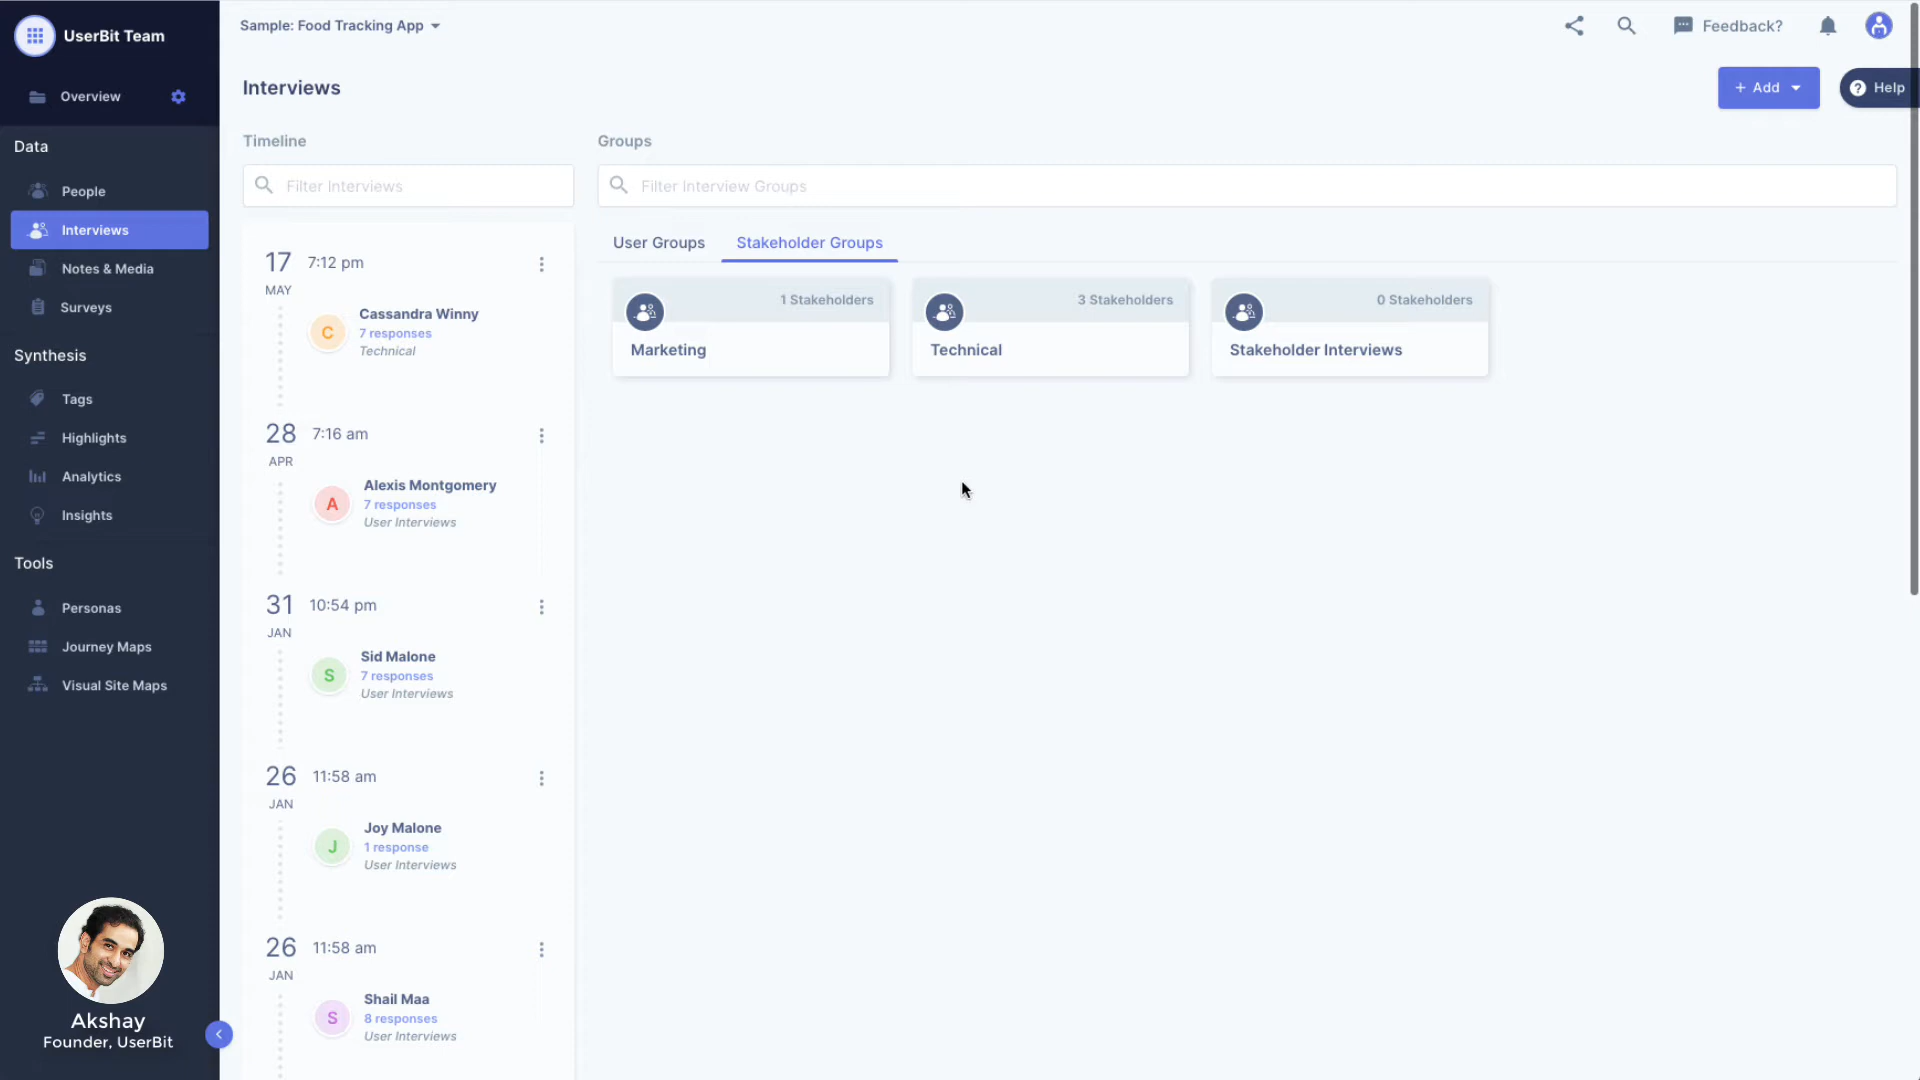 UserBit Team
Overview
Data
People
Interviews
Notes & Media
Surveys
Synthesis
Tags
Highlights
Analytics
Insights
Tools
Personas
Journey Maps
Visual Site Maps
Akshay
Founder, UserBit
Sample: Food Tracking App
Feedback?
Interviews
+ Add
? Help
Timeline
Filter Interviews
17 7:12 pm
MAY
C
Cassandra Winny
7 responses
Technical
28 7:16 am
APR
A
Alexis Montgomery
7 responses
User Interviews
31 10:54 pm
JAN
S
Sid Malone
7 responses
User Interviews
26 11:58 am
JAN
J
Joy Malone
1 response
User Interviews
26 11:58 am
JAN
S
Shail Maa
8 responses
User Interviews
Groups
Filter Interview Groups
User Groups Stakeholder Groups
1 Stakeholders
Marketing
3 Stakeholders
Technical
0 Stakeholders
Stakeholder Interviews